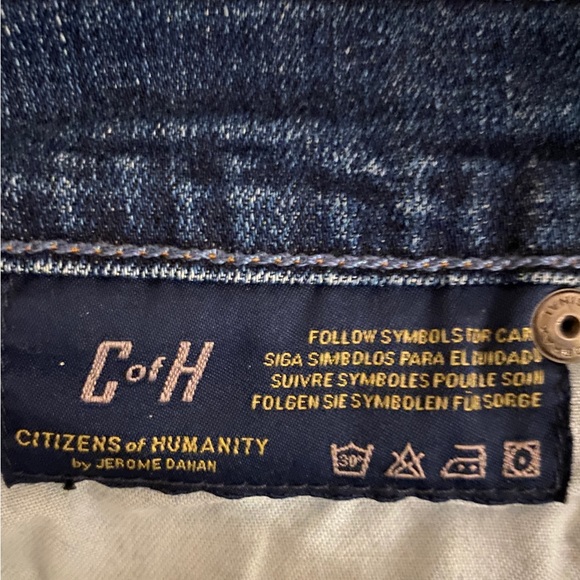 C of H
CITIZENS of HUMANITY
by JEROME DAHAN
FOLLOW SYMBOLS FOR
SIGA SIMBOLOS PARA EL
SUIVRE SYMBOLES POUR
FOLGEN SIE SYMBOLEN
30°